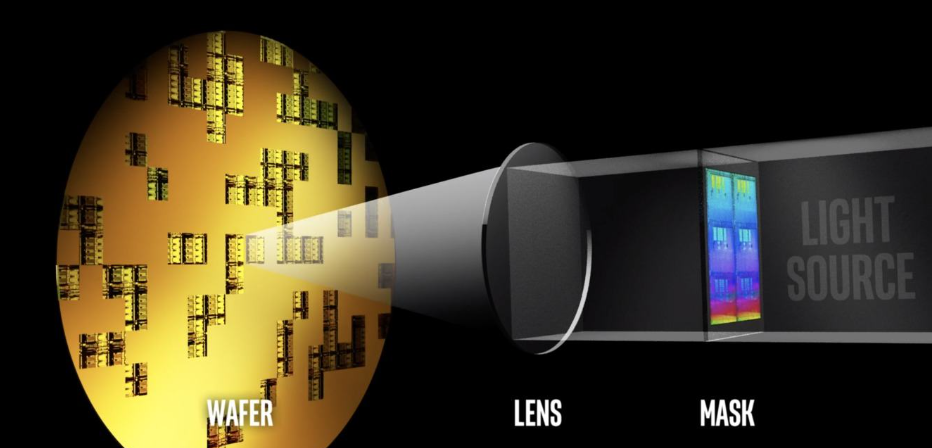 LIGHT
SOURCE
WAFER
LENS
MASK